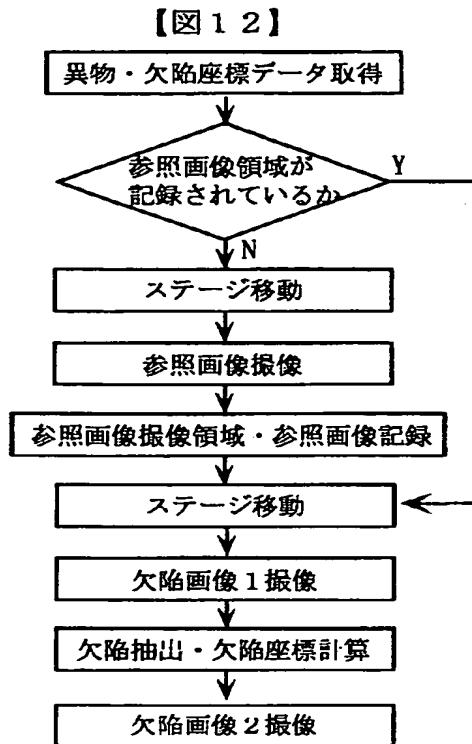 【図１２】
異物・欠陥座標データ取得
参照画像領域が
記録されているか
Y
N
ステージ移動
参照画像撮像
参照画像撮像領域・参照画像記録
ステージ移動
欠陥画像１撮像
欠陥抽出・欠陥座標計算
欠陥画像２撮像